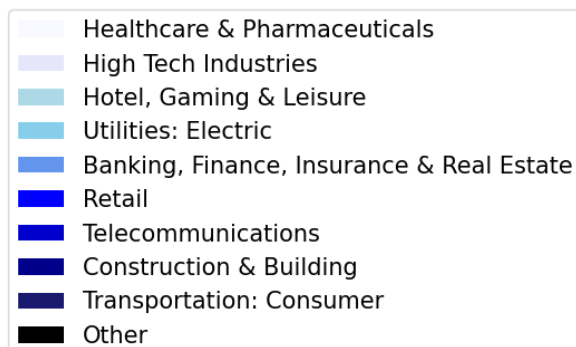 Healthcare & Pharmaceuticals
High Tech Industries
Hotel, Gaming & Leisure
Utilities: Electric
Banking, Finance, Insurance & Real Estate
Retail
Telecommunications
Construction & Building
Transportation: Consumer
Other